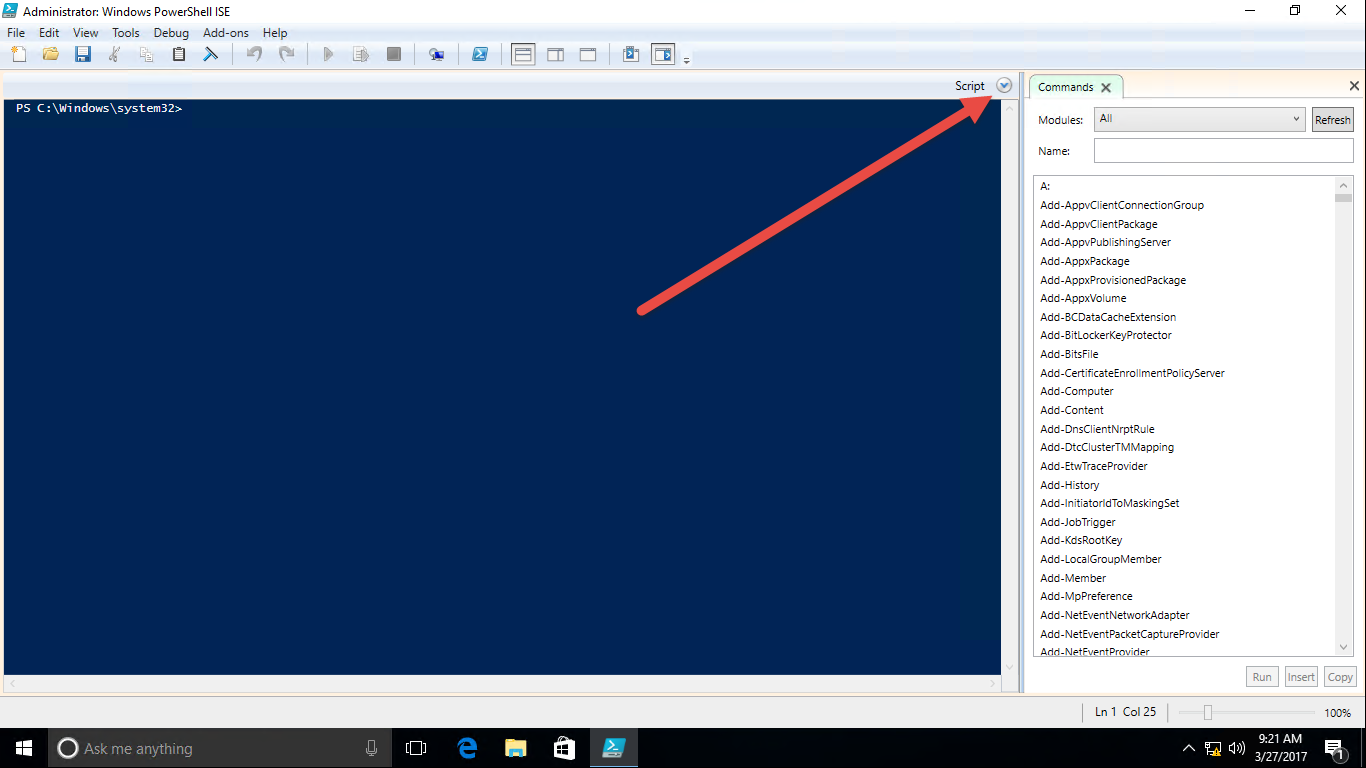 Administrator: Windows PowerShell ISE
File Edit View Tools Debug Add-ons Help
Script
PS C:\Windows\system32>
Commands
Modules: All Refresh
Name:
A:
Add-AppvClientConnectionGroup
Add-AppvClientPackage
Add-AppvPublishingServer
Add-AppxPackage
Add-AppxProvisionedPackage
Add-AppxVolume
Add-BCDataCacheExtension
Add-BitLockerKeyProtector
Add-BitsFile
Add-CertificateEnrollmentPolicyServer
Add-Computer
Add-Content
Add-DnsClientNrptRule
Add-DtcClusterTMMapping
Add-EtwTraceProvider
Add-History
Add-InitiatorIdToMaskingSet
Add-JobTrigger
Add-KdsRootKey
Add-LocalGroupMember
Add-Member
Add-MpPreference
Add-NetEventNetworkAdapter
Add-NetEventPacketCaptureProvider
Add-NetEventProvider
Run Insert Copy
Ln 1 Col 25 100%
Ask me anything
9:21 AM
3/27/2017
1